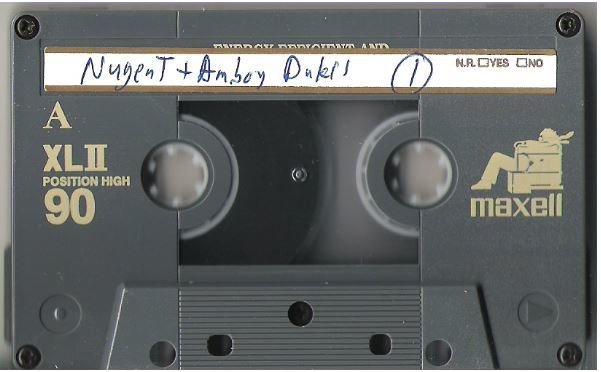 ENERGY EFFICIENT AND
NugenT + Amboy Dukes ①
N.R. ☐YES ☐NO
A
XLII
POSITION HIGH
90
maxell